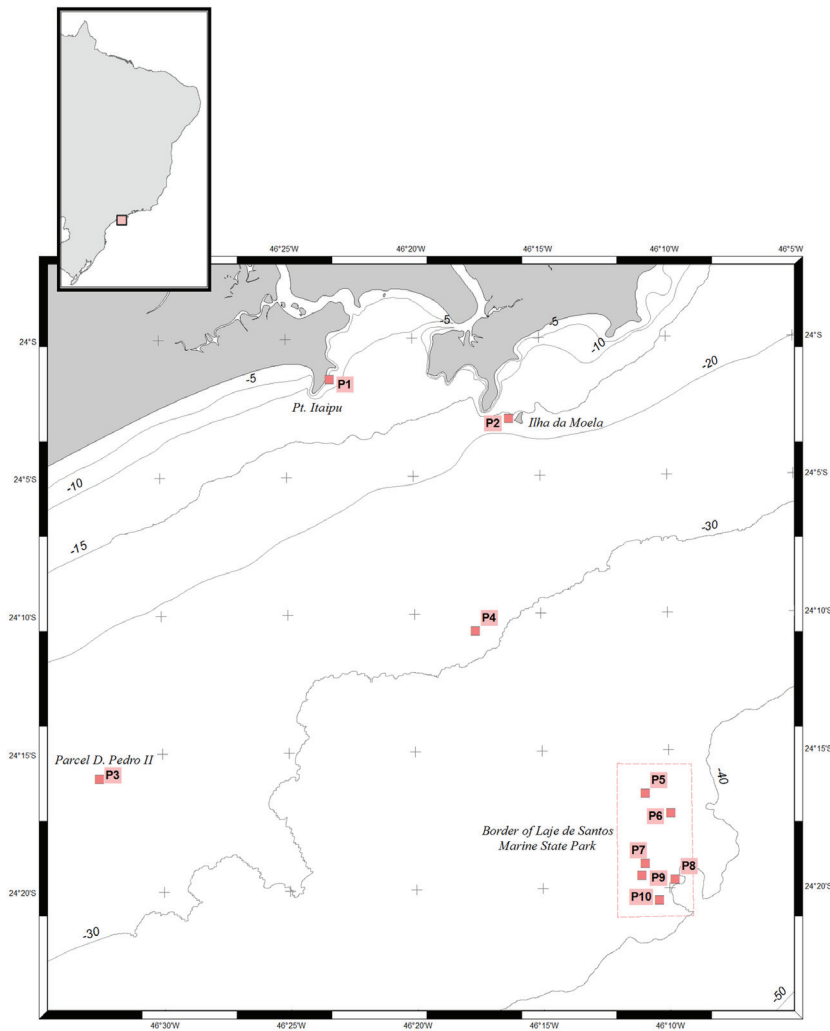 46°25'W 46°20'W 46°15'W 46°10'W 46°5'W
24°S
-5
-5
-10
-20
-5
P1
Pt. Itaipu
P2
Ilha da Moela
24°5'S
24°5'S
-10
-15
-30
P4
24°10'S
24°10'S
24°15'S
24°15'S
Parcel D. Pedro II
P3
-40
P5
P6
Border of Laje de Santos
Marine State Park
P7
P8
P9
P10
24°20'S
24°20'S
-30
-50
46°30'W 46°25'W 46°20'W 46°15'W 46°10'W